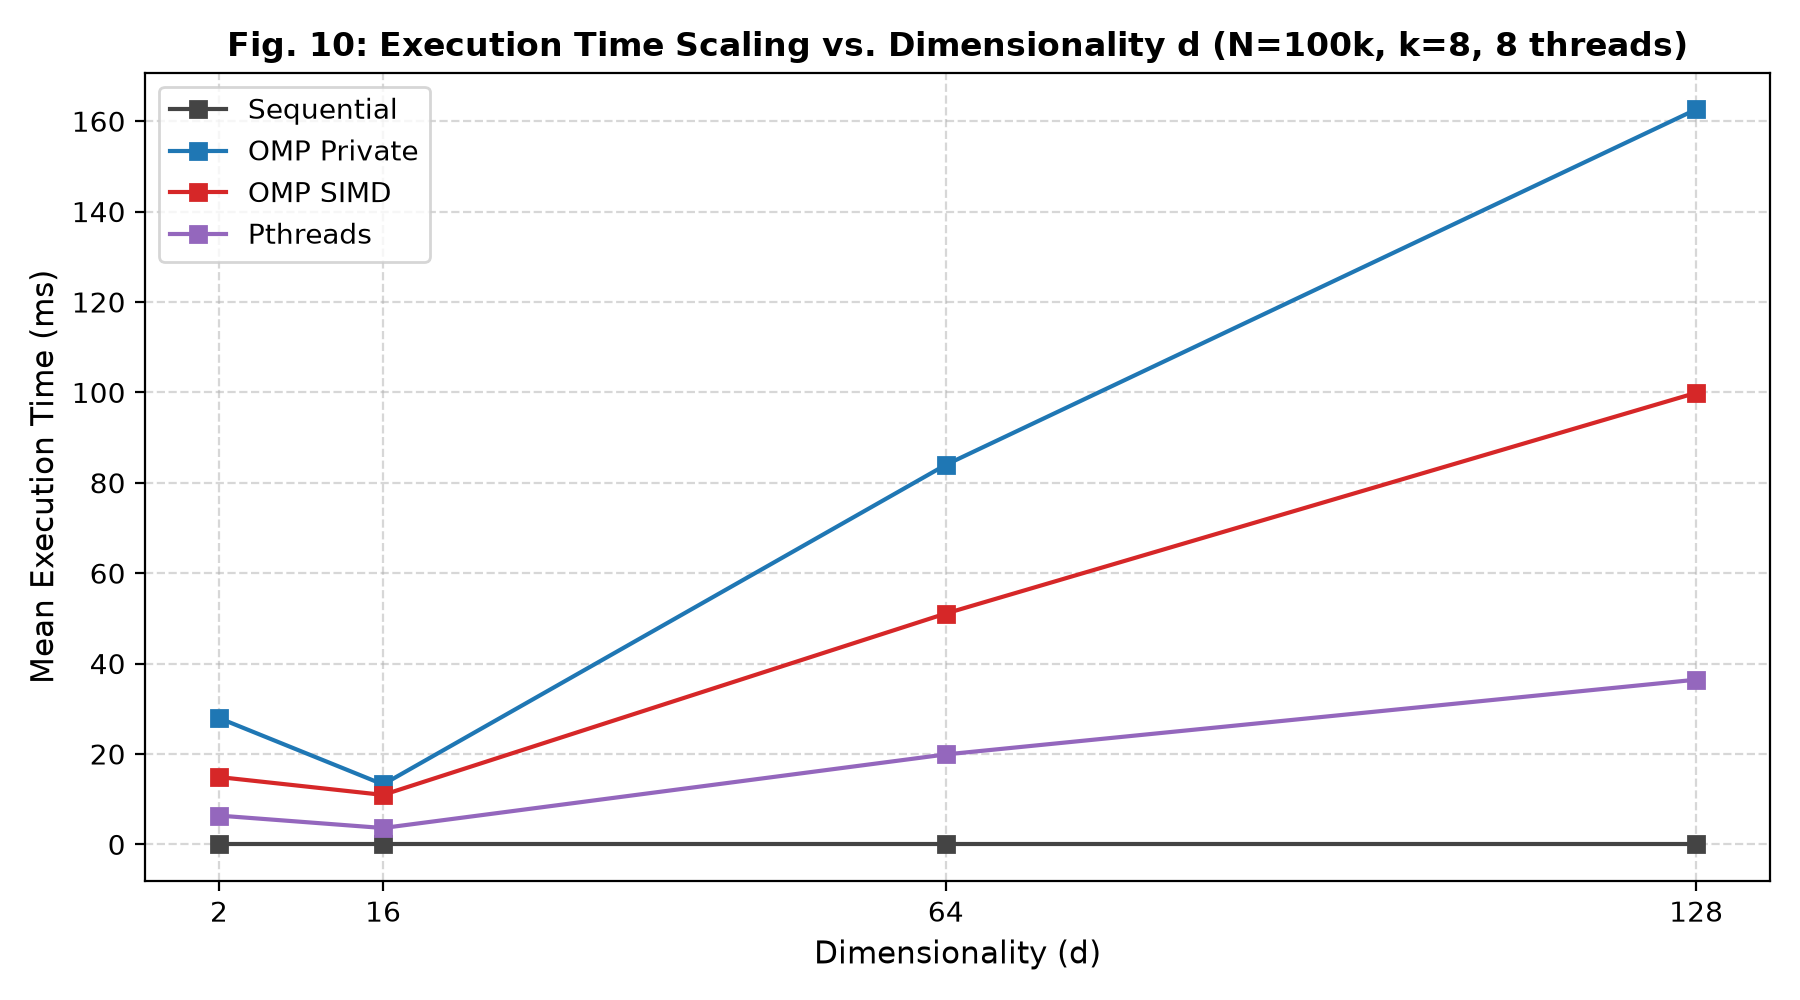 Fig. 10: Execution Time Scaling vs. Dimensionality d (N=100k, k=8, 8 threads)
Sequential
OMP Private
OMP SIMD
Pthreads
Mean Execution Time (ms)
160
140
120
100
80
60
40
20
0
2 16 64 128
Dimensionality (d)